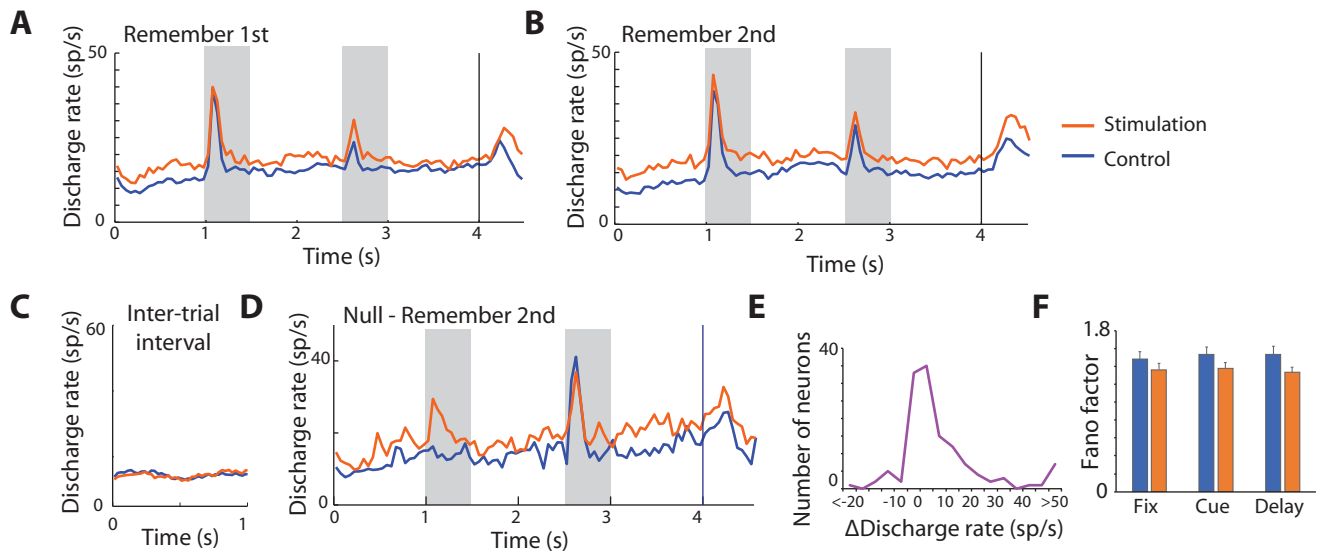 A
Remember 1st
Discharge rate (sp/s)
50
0
0
1
2
3
4
Time (s)
B
Remember 2nd
Discharge rate (sp/s)
50
0
0
1
2
3
4
Time (s)
Stimulation
Control
C
Inter-trial
interval
Discharge rate (sp/s)
60
0
0
1
Time (s)
D
Null - Remember 2nd
Discharge rate (sp/s)
40
20
0
0
1
2
3
4
Time (s)
E
Number of neurons
40
0
<-20
0
10
20
30
40
>50
ΔDischarge rate (sp/s)
F
Fano factor
1.8
0
Fix
Cue
Delay